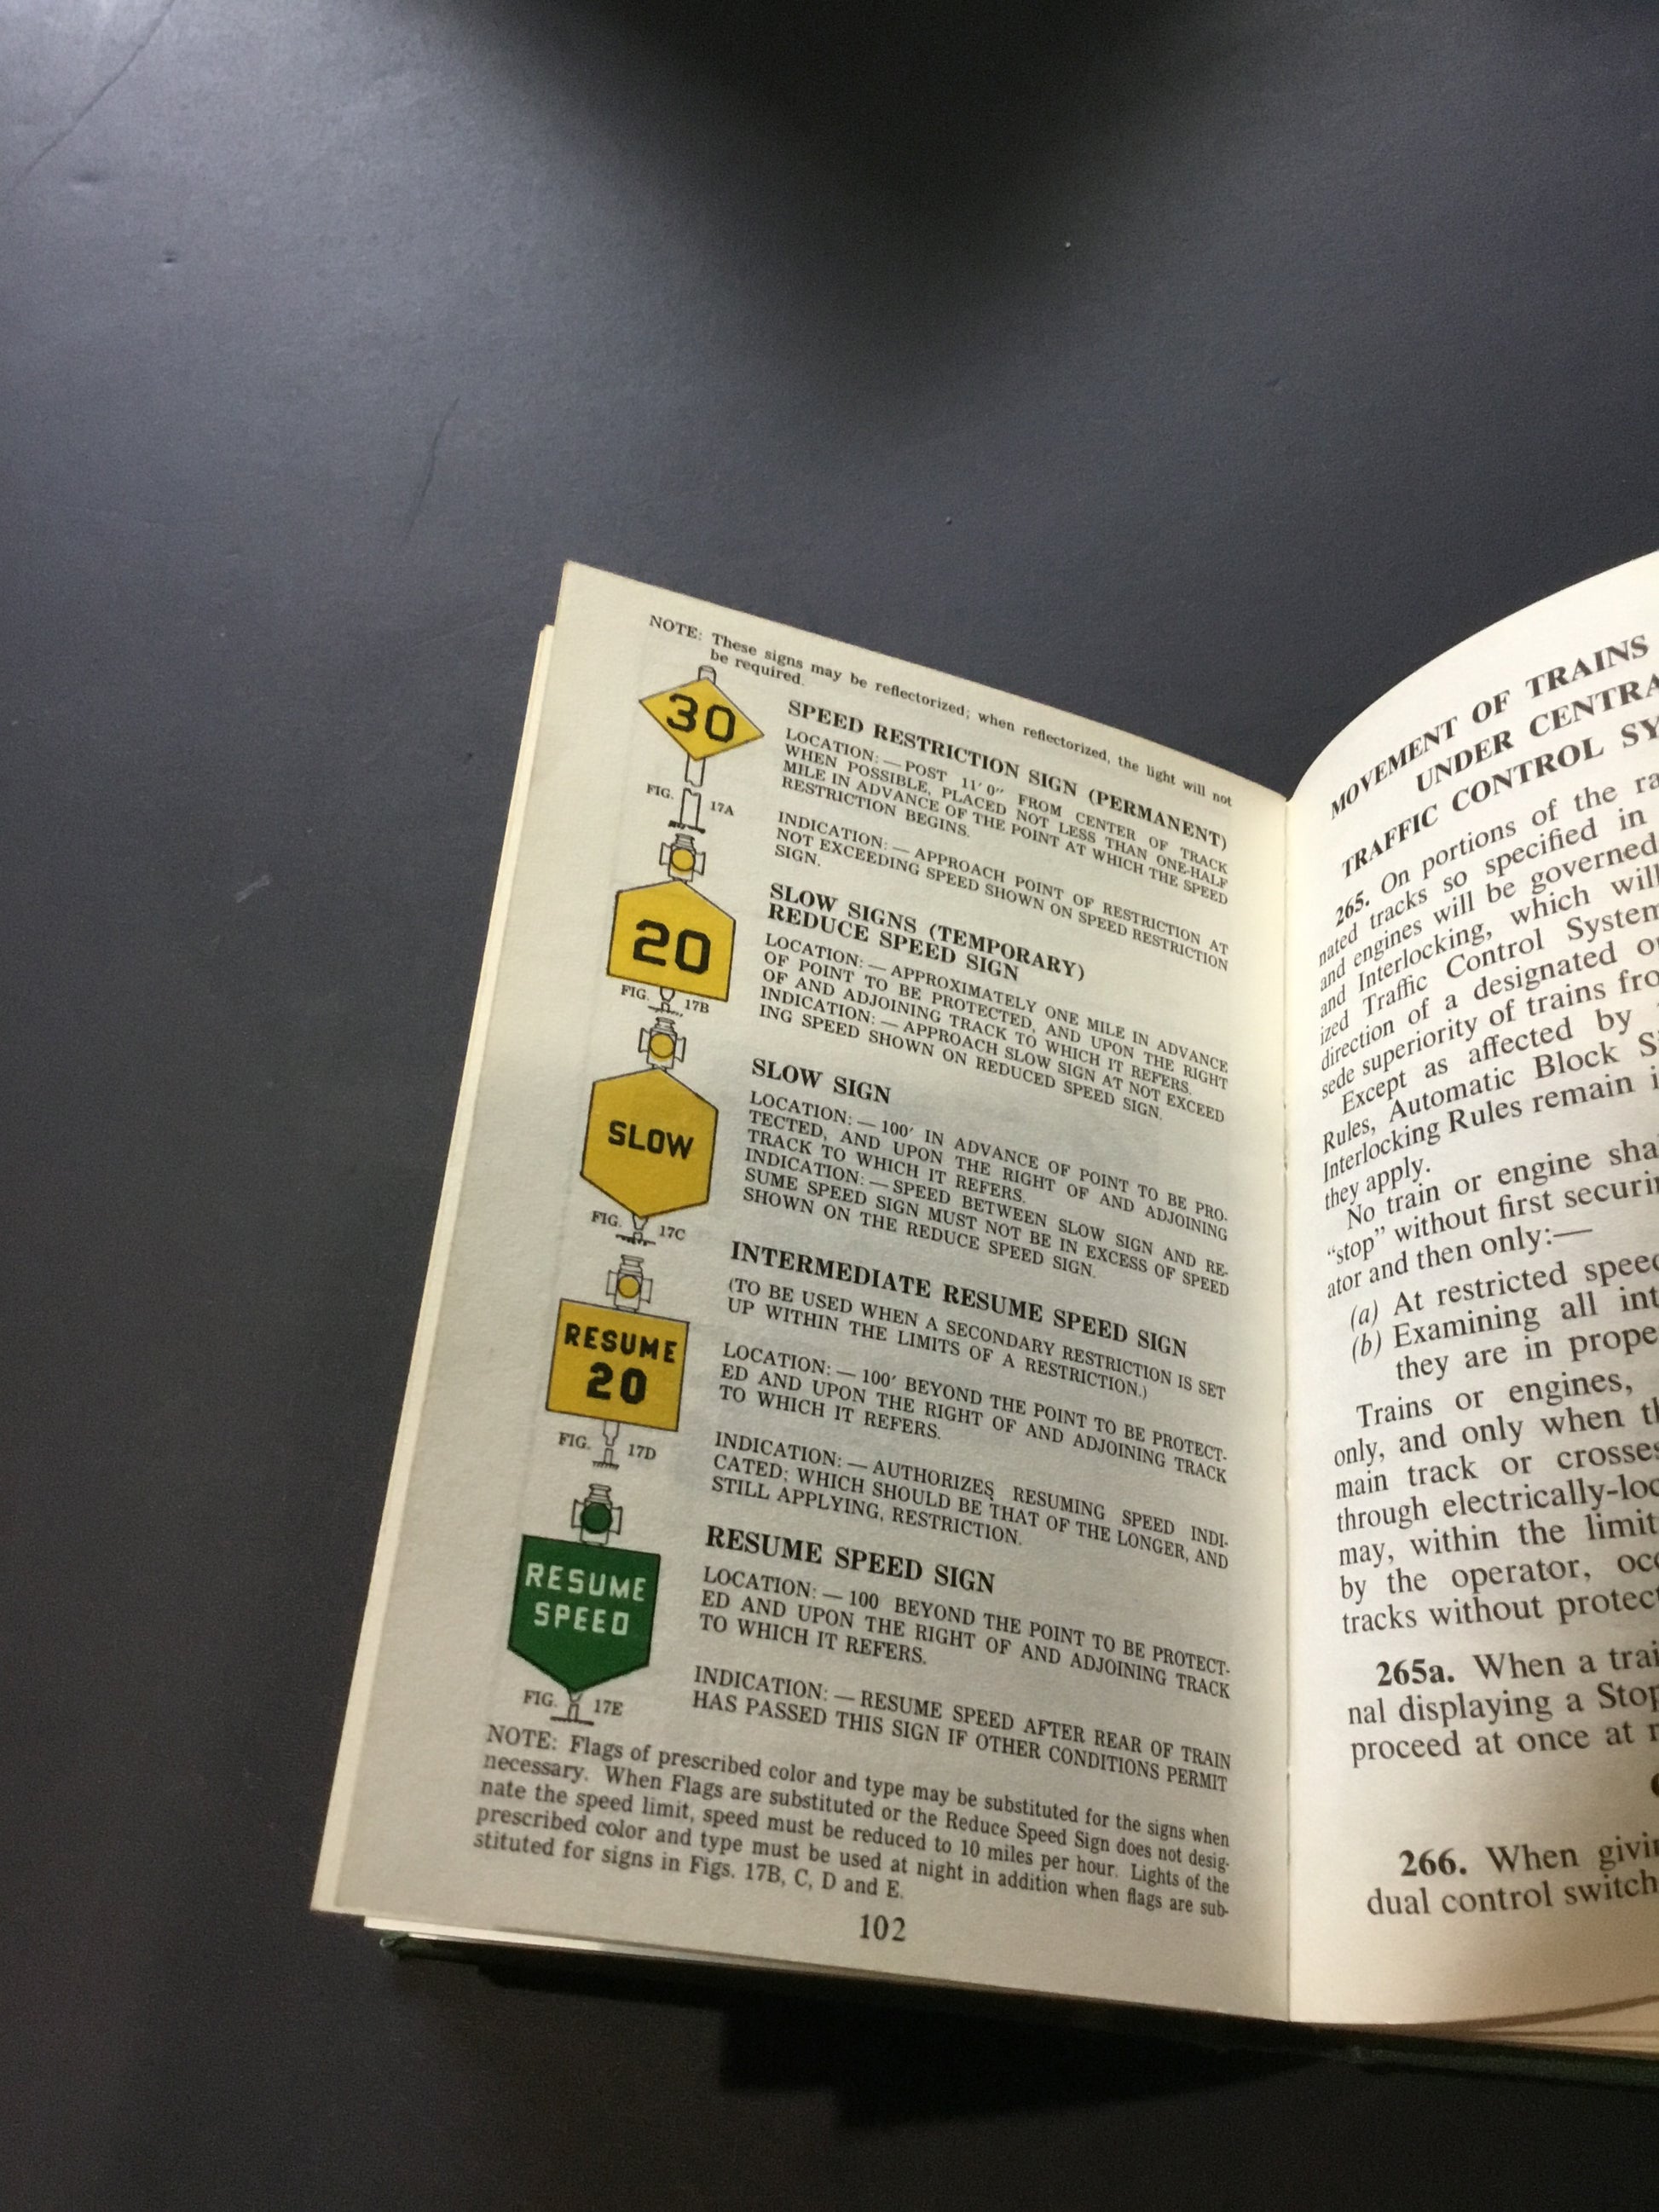 NOTE: These signs may be reflectorized; when reflectorized, the light will not
be required.
30
FIG. 17A
SPEED RESTRICTION SIGN (PERMANENT)
LOCATION: — POST 11' 0" FROM CENTER OF TRACK
WHEN POSSIBLE, PLACED NOT LESS THAN ONE-HALF
MILE IN ADVANCE OF THE POINT AT WHICH THE SPEED
RESTRICTION BEGINS.
INDICATION: — APPROACH POINT OF RESTRICTION AT
NOT EXCEEDING SPEED SHOWN ON SPEED RESTRICTION
SIGN.
20
FIG. 17B
SLOW SIGNS (TEMPORARY)
REDUCE SPEED SIGN
LOCATION: — APPROXIMATELY ONE MILE IN ADVANCE
OF POINT TO BE PROTECTED, AND UPON THE RIGHT
OF AND ADJOINING TRACK TO WHICH IT REFERS.
INDICATION: — APPROACH SLOW SIGN AT NOT EXCEED
ING SPEED SHOWN ON REDUCED SPEED SIGN.
SLOW
FIG. 17C
SLOW SIGN
LOCATION: — 100' IN ADVANCE OF POINT TO BE PRO-
TECTED, AND UPON THE RIGHT OF AND ADJOINING
TRACK TO WHICH IT REFERS.
INDICATION: — SPEED BETWEEN SLOW SIGN AND RE-
SUME SPEED SIGN MUST NOT BE IN EXCESS OF SPEED
SHOWN ON THE REDUCE SPEED SIGN.
RESUME
20
FIG. 17D
INTERMEDIATE RESUME SPEED SIGN
(TO BE USED WHEN A SECONDARY RESTRICTION IS SET
UP WITHIN THE LIMITS OF A RESTRICTION.)
LOCATION: — 100' BEYOND THE POINT TO BE PROTECT-
ED AND UPON THE RIGHT OF AND ADJOINING TRACK
TO WHICH IT REFERS.
INDICATION: — AUTHORIZES RESUMING SPEED INDI-
CATED; WHICH SHOULD BE THAT OF THE LONGER, AND
STILL APPLYING, RESTRICTION.
RESUME
SPEED
FIG. 17E
RESUME SPEED SIGN
LOCATION: — 100 BEYOND THE POINT TO BE PROTECT-
ED AND UPON THE RIGHT OF AND ADJOINING TRACK
TO WHICH IT REFERS.
INDICATION: — RESUME SPEED AFTER REAR OF TRAIN
HAS PASSED THIS SIGN IF OTHER CONDITIONS PERMIT
NOTE: Flags of prescribed color and type may be substituted for the signs when
necessary. When Flags are substituted or the Reduce Speed Sign does not desig-
nate the speed limit, speed must be reduced to 10 miles per hour. Lights of the
prescribed color and type must be used at night in addition when flags are sub-
stituted for signs in Figs. 17B, C, D and E.
102
MOVEMENT OF TRAINS
UNDER CENTRA
TRAFFIC CONTROL SY
265. On portions of the ra
nated tracks so specified in
and engines will be governed
and Interlocking, which will
ized Traffic Control System
direction of a designated o
sede superiority of trains fro
Except as affected by
Rules, Automatic Block S
Interlocking Rules remain i
they apply.
No train or engine sha
"stop" without first securi
ator and then only:—
(a) At restricted speed
(b) Examining all int
they are in prope
Trains or engines,
only, and only when th
main track or crosse
through electrically-loc
may, within the limit
by the operator, occ
tracks without protect
265a. When a trai
nal displaying a Stop
proceed at once at r
266. When givi
dual control switch